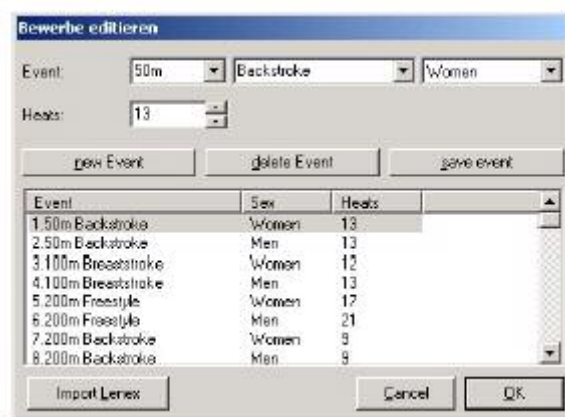 Bewerbe editieren
Event: 50m Backstroke Women
Heats: 13
new Event delete Event save event
Event Sex Heats
1.50m Backstroke Women 13
2.50m Backstroke Men 13
3.100m Breaststroke Women 12
4.100m Breaststroke Men 13
5.200m Freestyle Women 17
6.200m Freestyle Men 21
7.200m Backstroke Women 9
8.200m Backstroke Men 9
Import Lenex Cancel OK